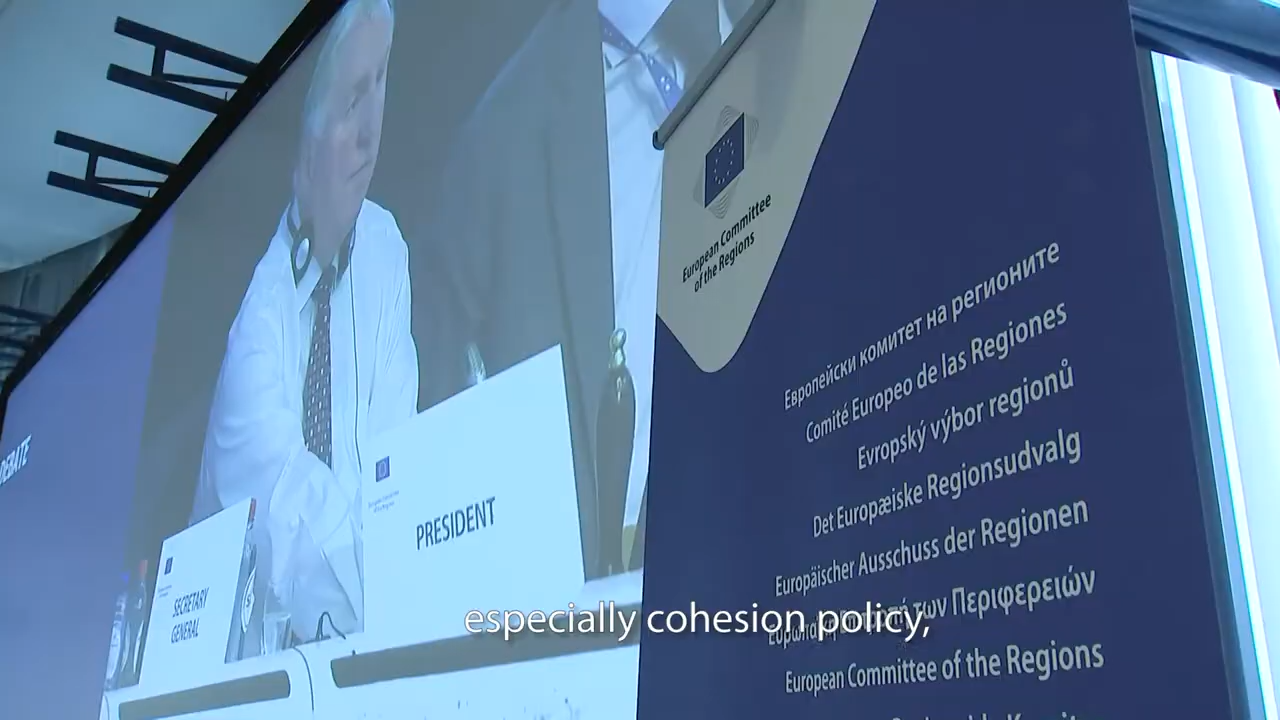 DEBATE
SECRETARY
GENERAL
PRESIDENT
European Committee
of the Regions
Европейски комитет на регионите
Comité Europeo de las Regiones
Evropský výbor regionů
Det Europæiske Regionsudvalg
Europäischer Ausschuss der Regionen
των Περιφερειών
European Committee of the Regions
especially cohesion policy,